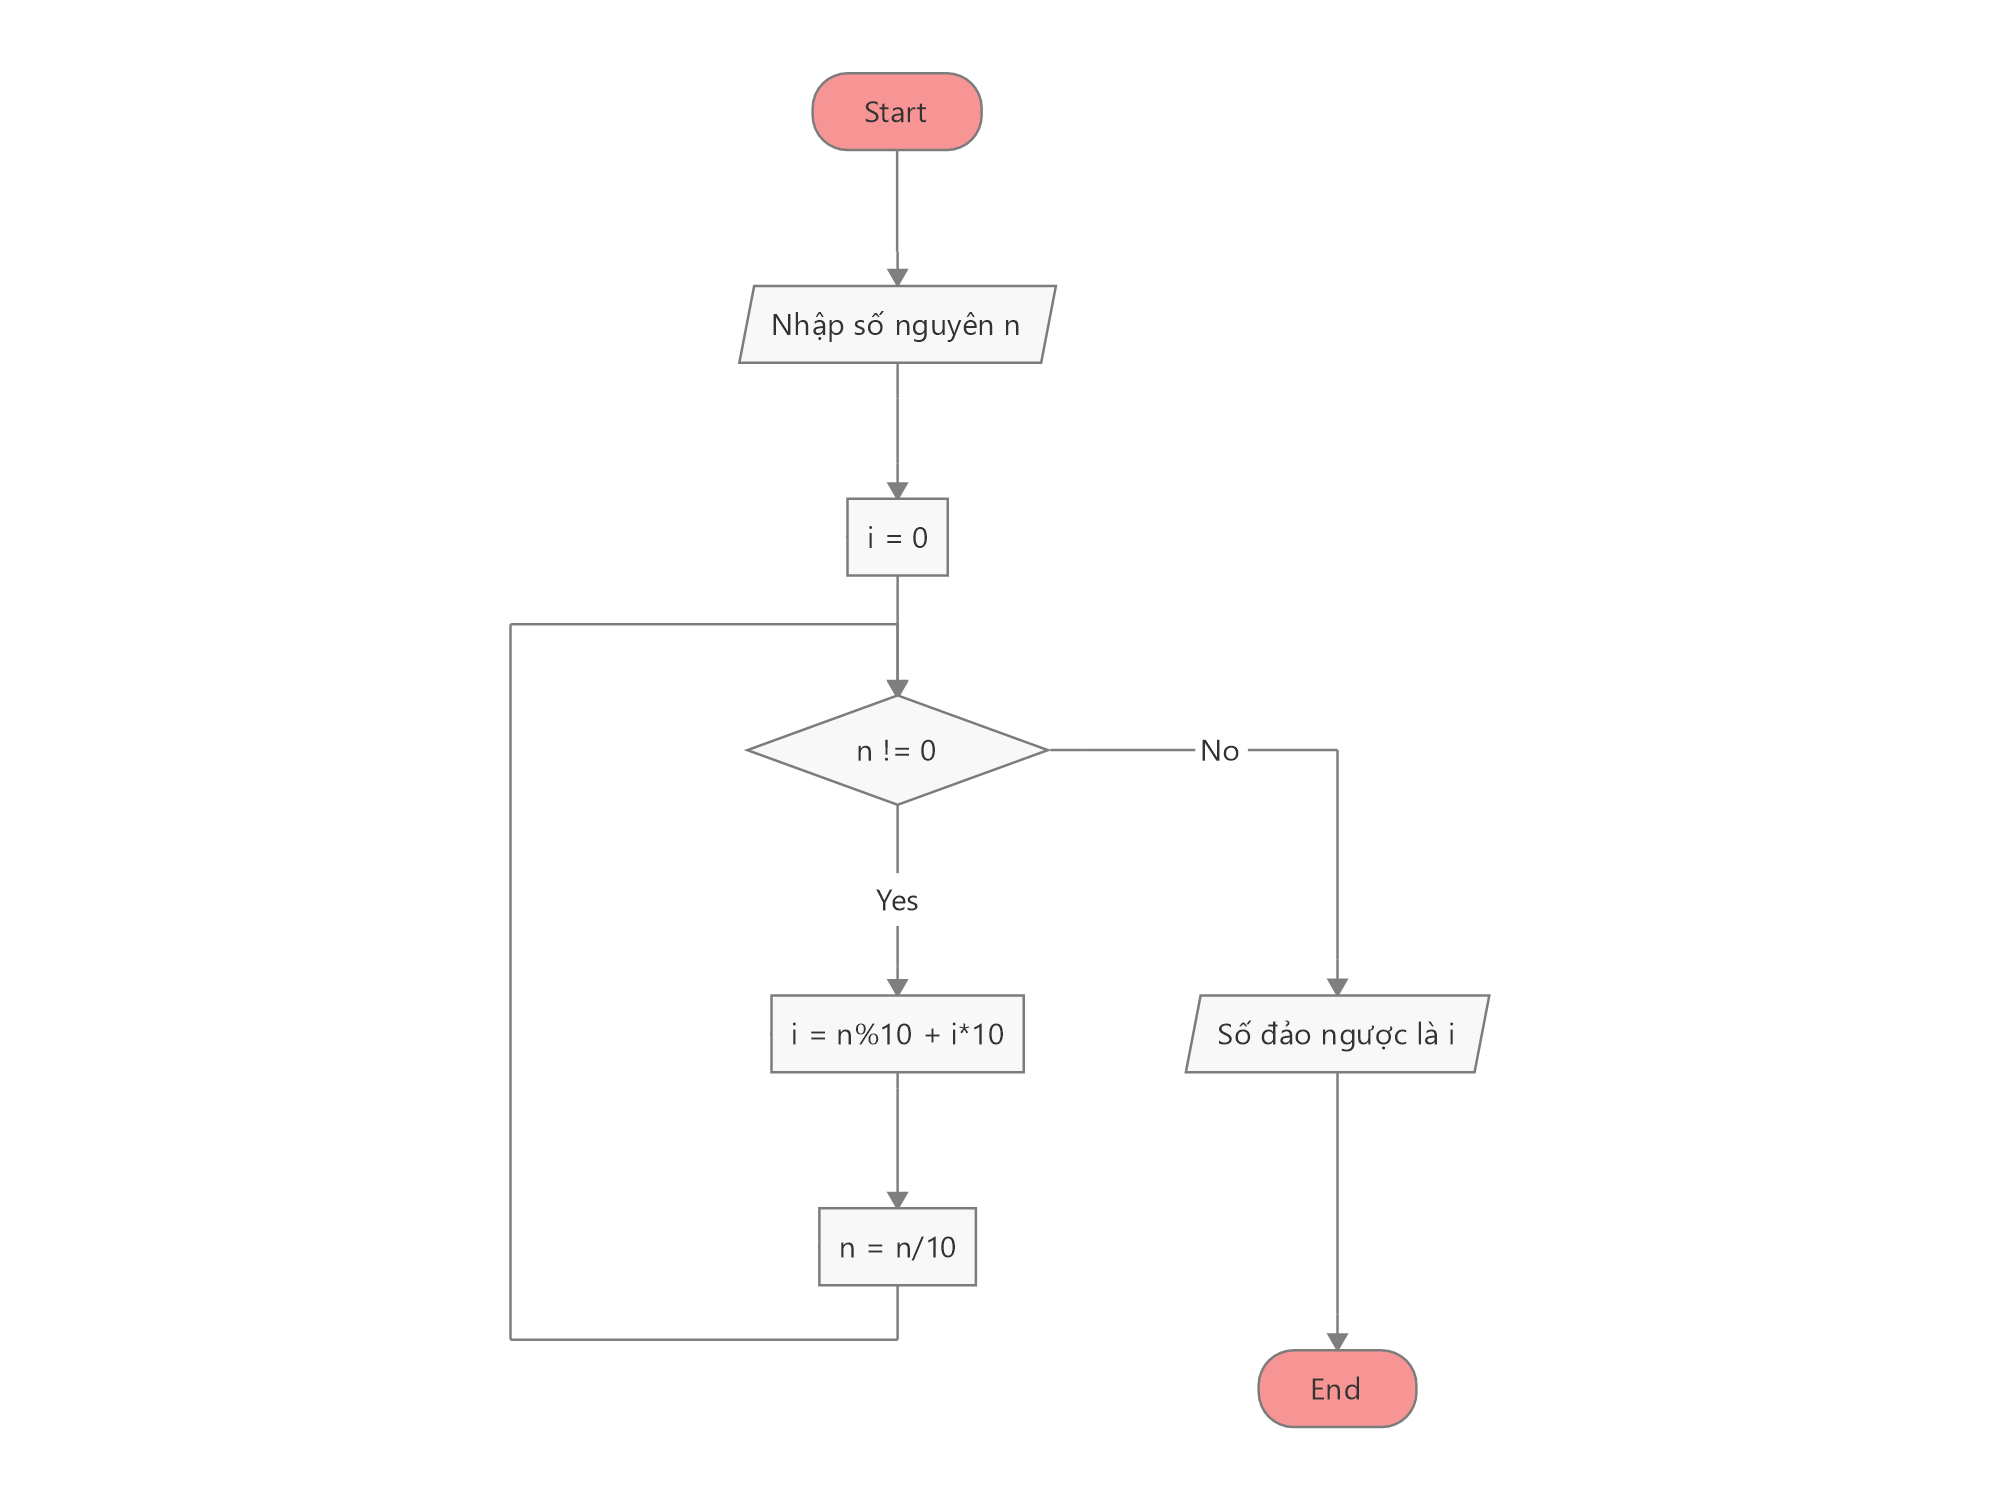 Start
Nhập số nguyên n
i = 0
n != 0
No
Yes
i = n%10 + i*10
Số đảo ngược là i
n = n/10
End